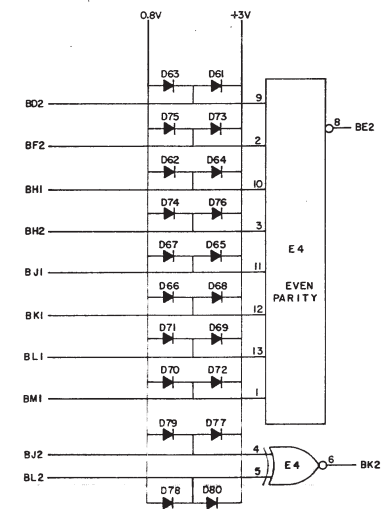 0.8V +3V
D63 D61
BD2 9
8 BE2
D75 D73
BF2 2
D62 D64
BH1 10
D74 D76
BH2 3
D67 D65
E4
BJ1 11
D66 D68
EVEN
PARITY
BK1 12
D71 D69
BL1 13
D70 D72
BM1 1
D79 D77
BJ2 4
E4 6 BK2
BL2 5
D78 D80